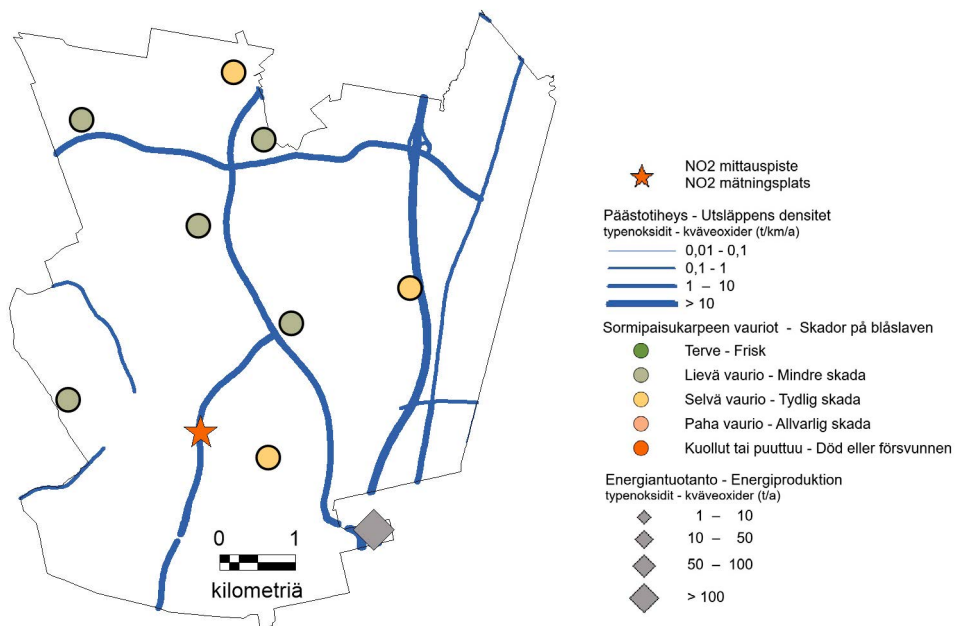 NO2 mittauspiste
NO2 mätningsplats
Päästotiheys - Utsläppens densitet
typenoksidit - kväveoxider (t/km/a)
0,01 - 0,1
0,1 - 1
1 – 10
> 10
Sormipaisukarpeen vauriot - Skador på blåslaven
Terve - Frisk
Lievä vaurio - Mindre skada
Selvä vaurio - Tydlig skada
Paha vaurio - Allvarlig skada
Kuollut tai puuttuu - Död eller försvunnen
Energiantuotanto - Energiproduktion
typenoksidit - kväveoxider (t/a)
1 – 10
10 – 50
50 – 100
> 100
0 1
kilometriä